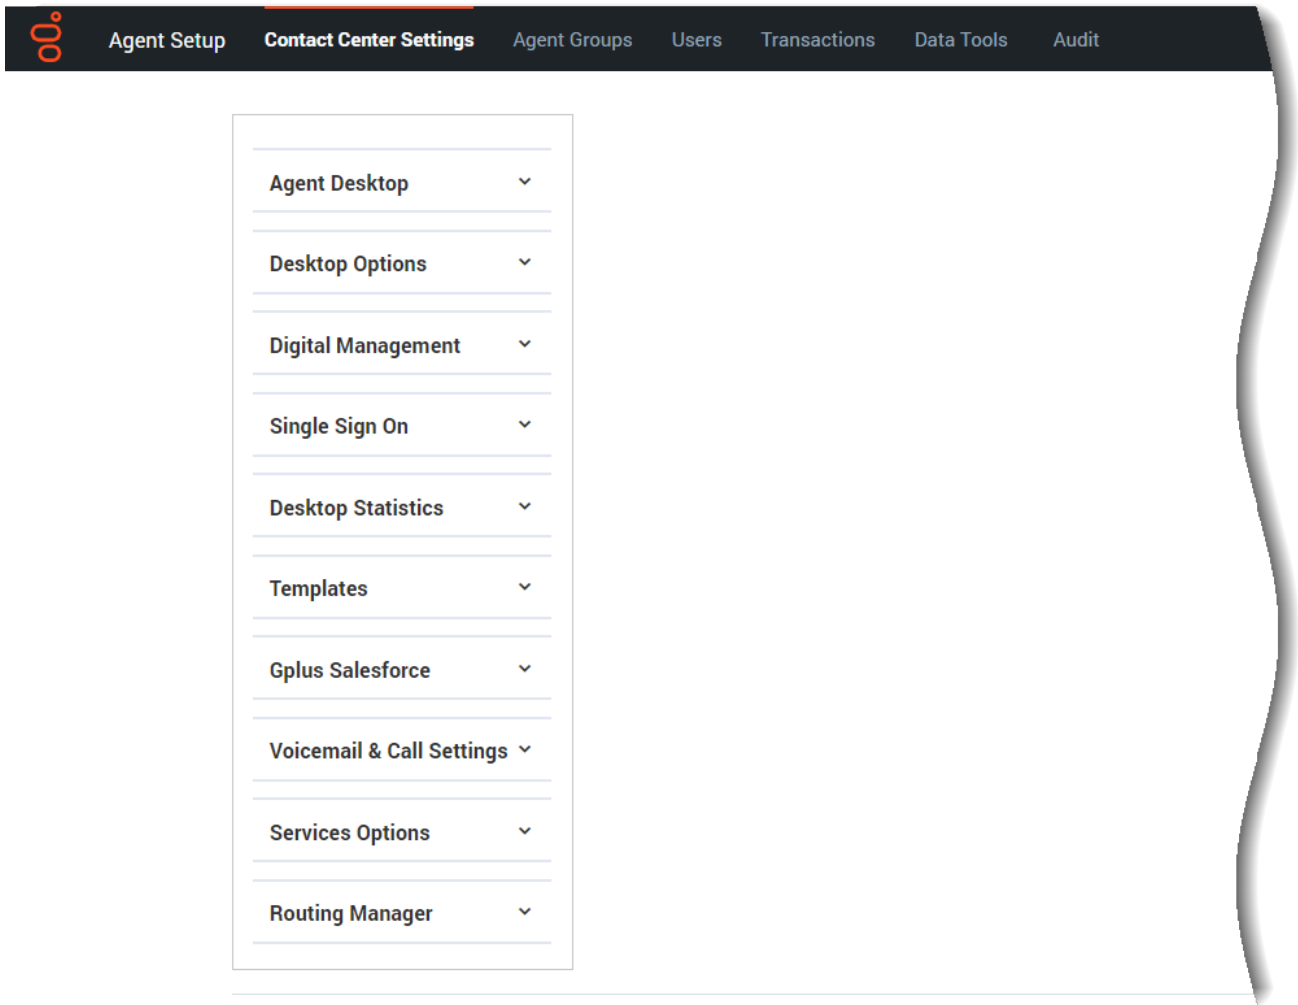 Agent Setup Contact Center Settings Agent Groups Users Transactions Data Tools Audit
Agent Desktop
Desktop Options
Digital Management
Single Sign On
Desktop Statistics
Templates
Gplus Salesforce
Voicemail & Call Settings
Services Options
Routing Manager